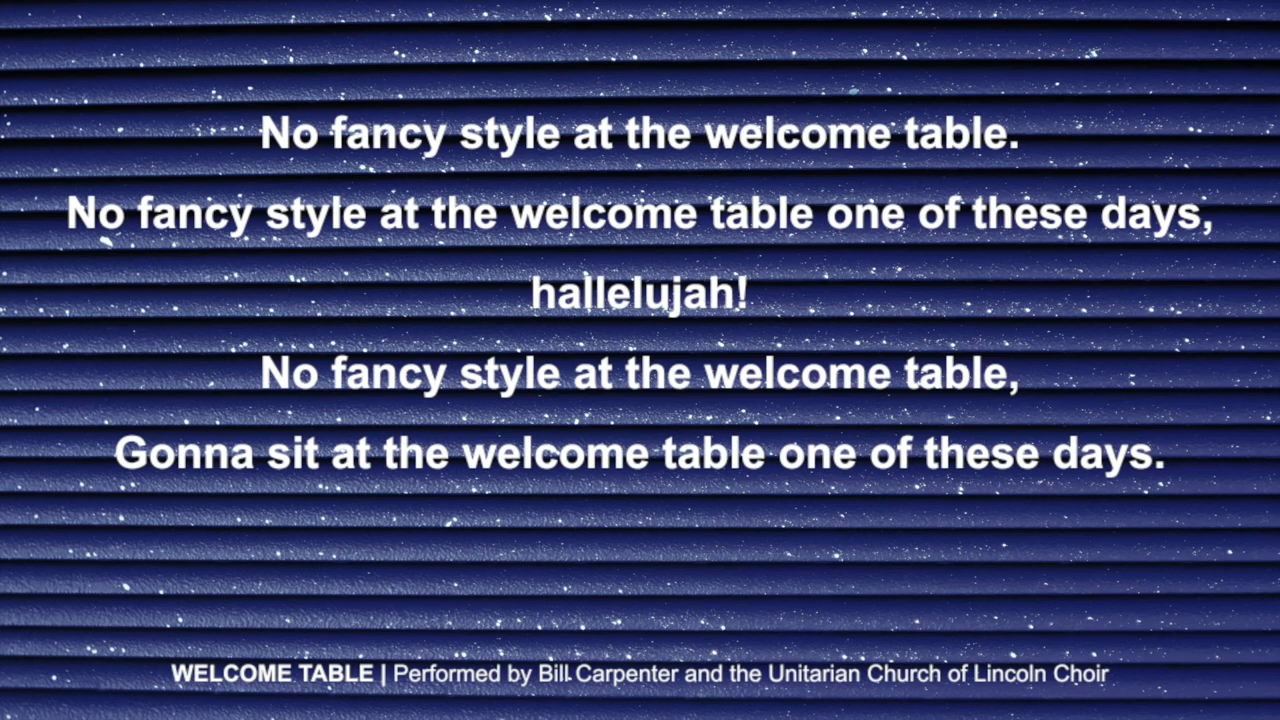 No fancy style at the welcome table.
No fancy style at the welcome table one of these days,
hallelujah!
No fancy style at the welcome table,
Gonna sit at the welcome table one of these days.
WELCOME TABLE | Performed by Bill Carpenter and the Unitarian Church of Lincoln Choir